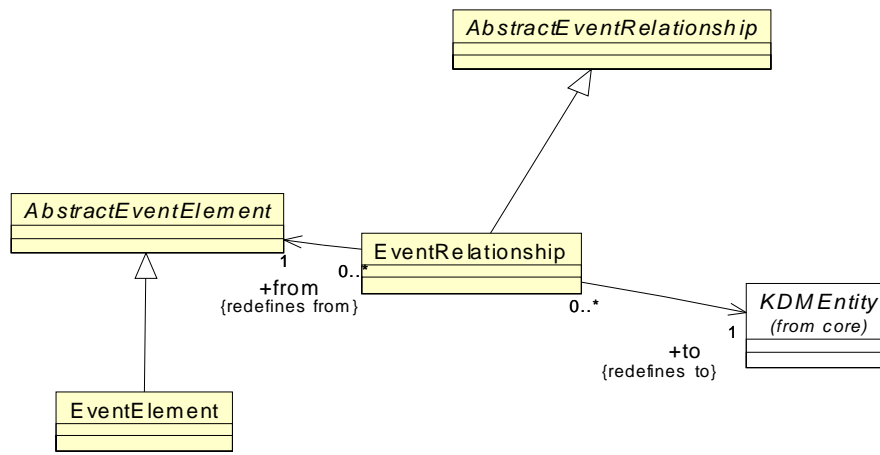 AbstractEventRelationship
AbstractEventElement
EventRelationship
1
0..*
+from
{redefines from}
0..*
KDMEntity
(from core)
1
+to
{redefines to}
EventElement